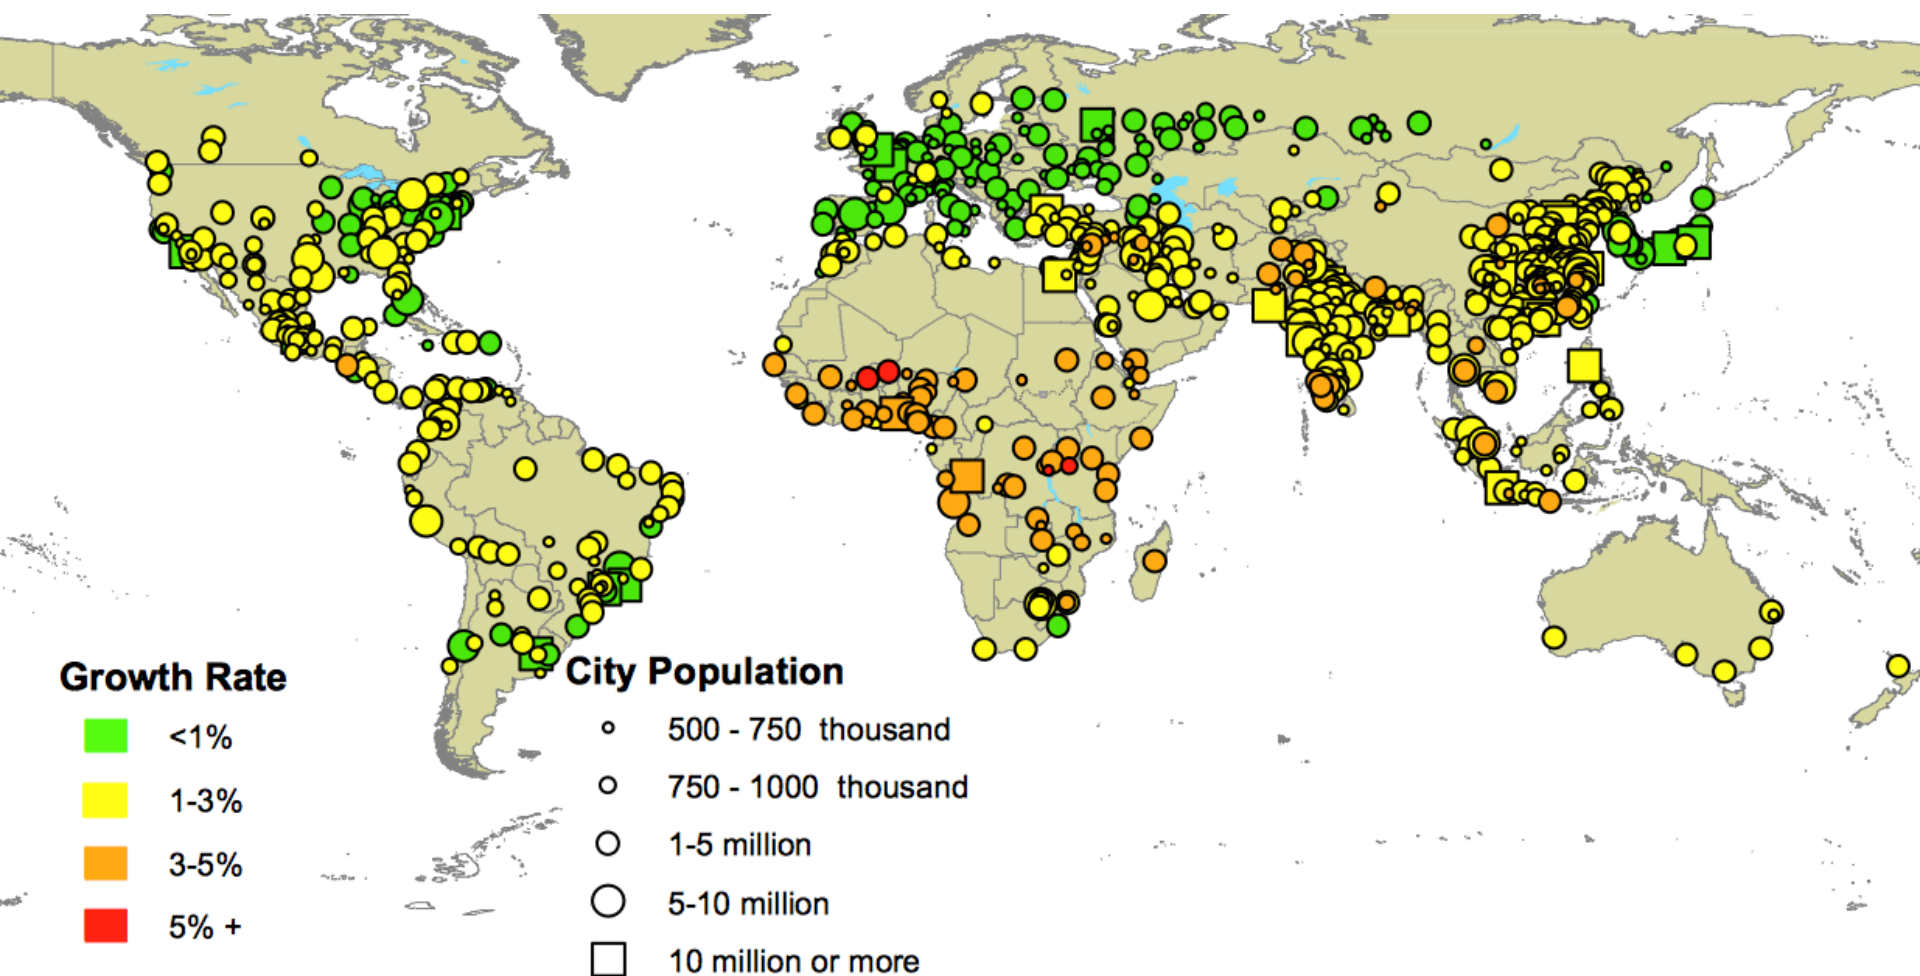 Growth Rate
<1%
1-3%
3-5%
5% +
City Population
500 - 750 thousand
750 - 1000 thousand
1-5 million
5-10 million
10 million or more